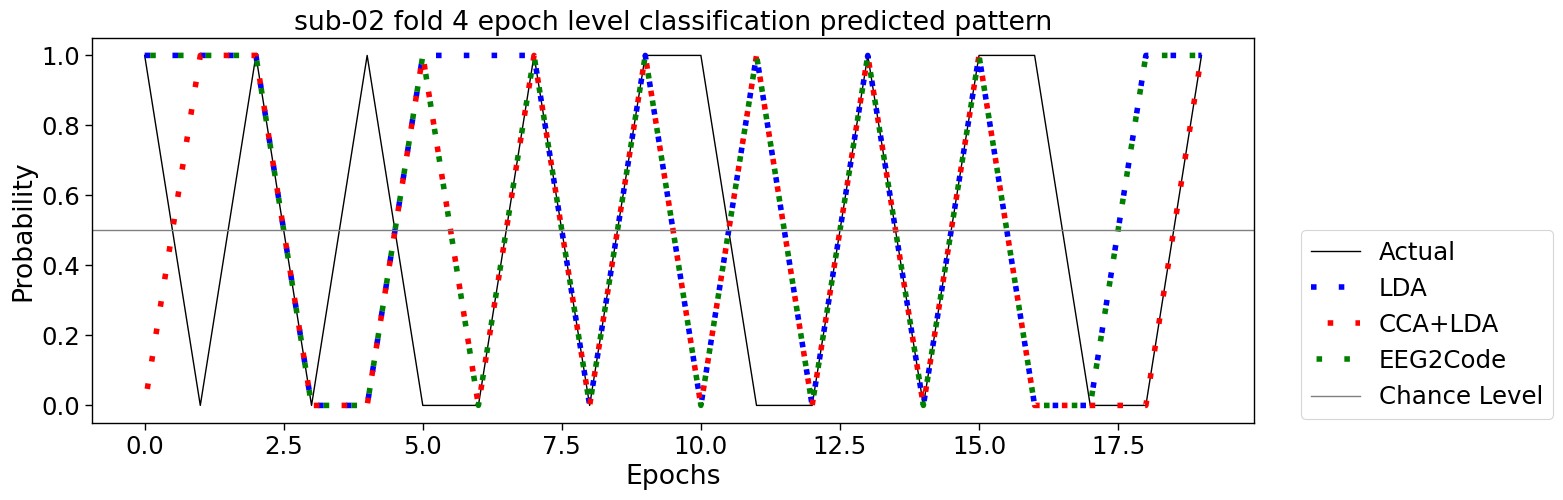 sub-02 fold 4 epoch level classification predicted pattern
Probability
1.0
0.8
0.6
0.4
0.2
0.0
0.0 2.5 5.0 7.5 10.0 12.5 15.0 17.5
Epochs
Actual
LDA
CCA+LDA
EEG2Code
Chance Level